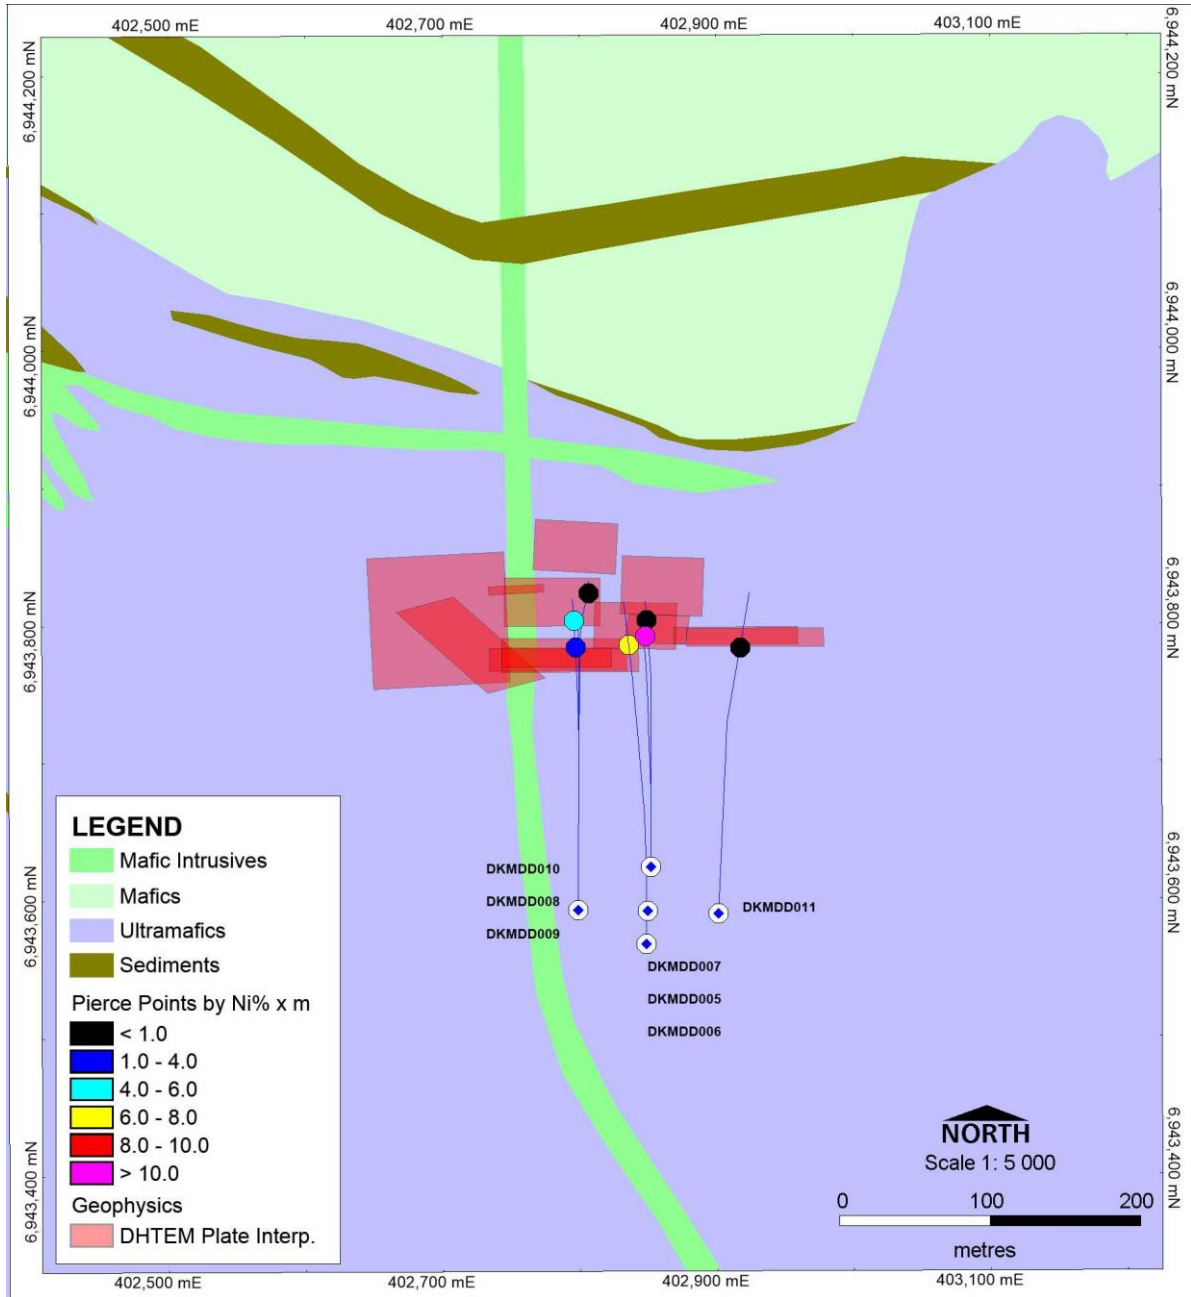 402,500 mE
402,700 mE
402,900 mE
403,100 mE
6,944,200 mN
6,944,200 mN
6,944,000 mN
6,944,000 mN
6,943,800 mN
6,943,800 mN
LEGEND
Mafic Intrusives
Mafics
Ultramafics
Sediments
Pierce Points by Ni% x m
< 1.0
1.0 - 4.0
4.0 - 6.0
6.0 - 8.0
8.0 - 10.0
> 10.0
Geophysics
DHTEM Plate Interp.
DKMDD010
DKMDD008
DKMDD009
DKMDD011
DKMDD007
DKMDD005
DKMDD006
6,943,600 mN
6,943,600 mN
6,943,400 mN
6,943,400 mN
NORTH
Scale 1: 5 000
0 100 200
metres
402,500 mE
402,700 mE
402,900 mE
403,100 mE